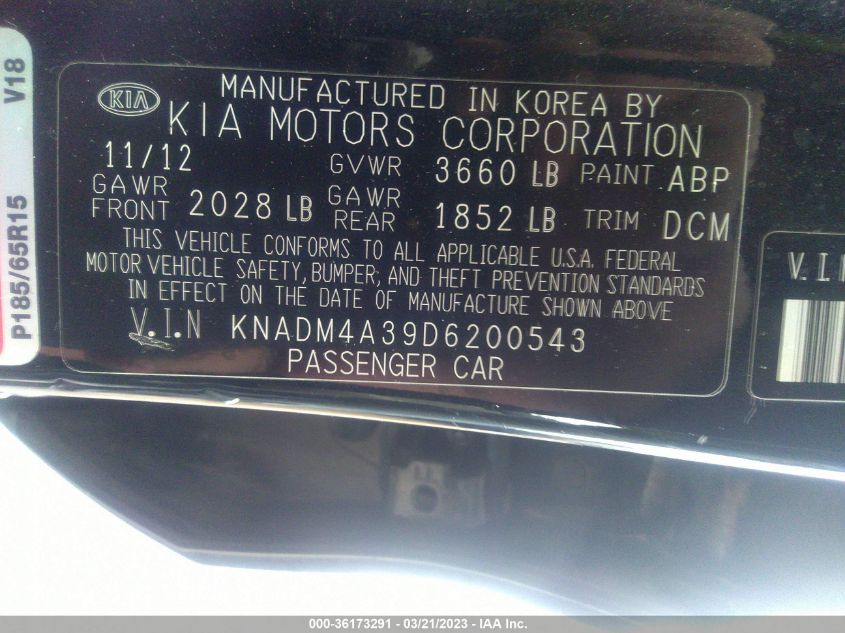 V18
P185/65R15
KIA
MANUFACTURED IN KOREA BY
KIA MOTORS CORPORATION
11/12 GVWR 3660 LB PAINT ABP
GAWR FRONT 2028 LB GAWR REAR 1852 LB TRIM DCM
THIS VEHICLE CONFORMS TO ALL APPLICABLE U.S.A. FEDERAL
MOTOR VEHICLE SAFETY, BUMPER, AND THEFT PREVENTION STANDARDS
IN EFFECT ON THE DATE OF MANUFACTURE SHOWN ABOVE
V.I.N KNADM4A39D6200543
PASSENGER CAR
V.I.N
000-36173291 - 03/21/2023 - IAA Inc.